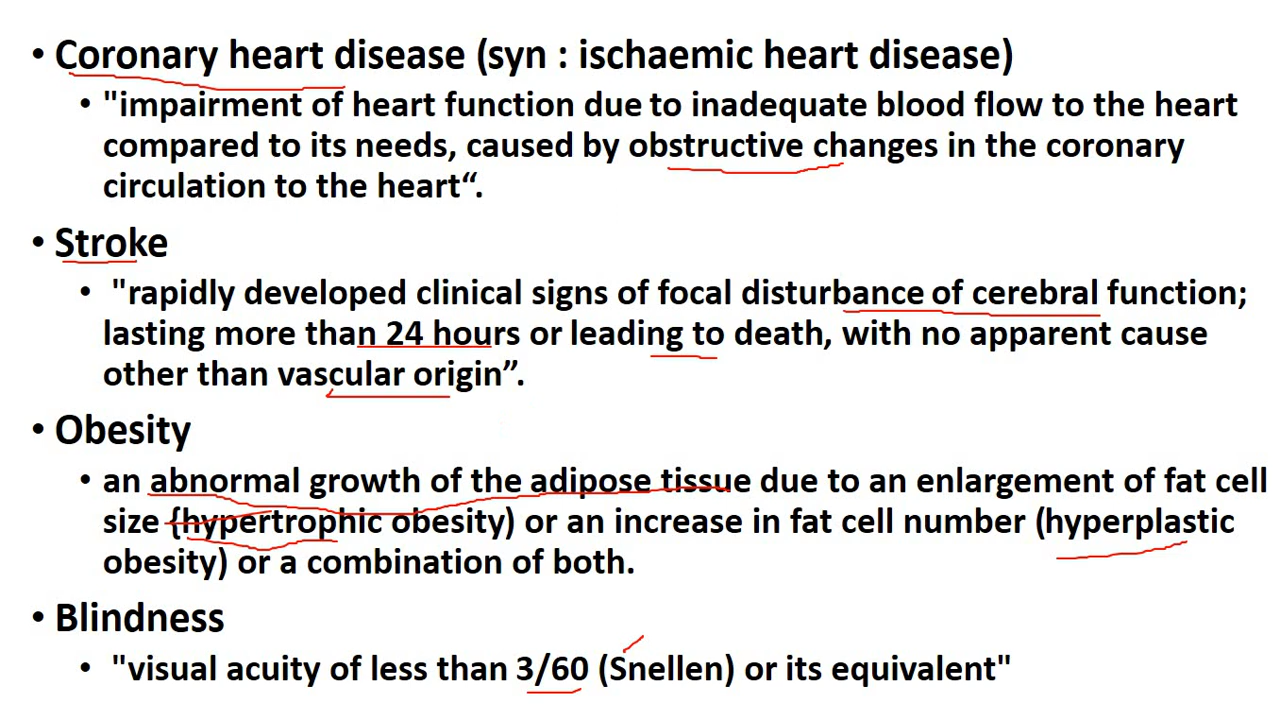 • Coronary heart disease (syn : ischaemic heart disease)
• "impairment of heart function due to inadequate blood flow to the heart
compared to its needs, caused by obstructive changes in the coronary
circulation to the heart“.
• Stroke
• "rapidly developed clinical signs of focal disturbance of cerebral function;
lasting more than 24 hours or leading to death, with no apparent cause
other than vascular origin”.
• Obesity
• an abnormal growth of the adipose tissue due to an enlargement of fat cell
size {hypertrophic obesity) or an increase in fat cell number (hyperplastic
obesity) or a combination of both.
• Blindness
• "visual acuity of less than 3/60 (Snellen) or its equivalent"